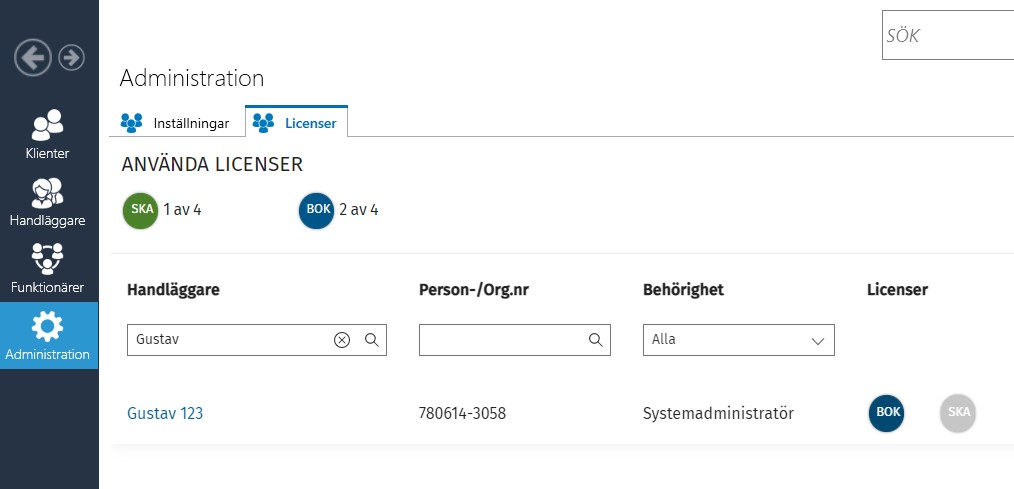 SÖK
Administration
Inställningar Licenser
Klienter
ANVÄNDA LICENSER
SKA 1 av 4 BOK 2 av 4
Handläggare
Funktionärer
Administration
Handläggare Person-/Org.nr Behörighet Licenser
Gustav Alla
Gustav 123 780614-3058 Systemadministratör BOK SKA